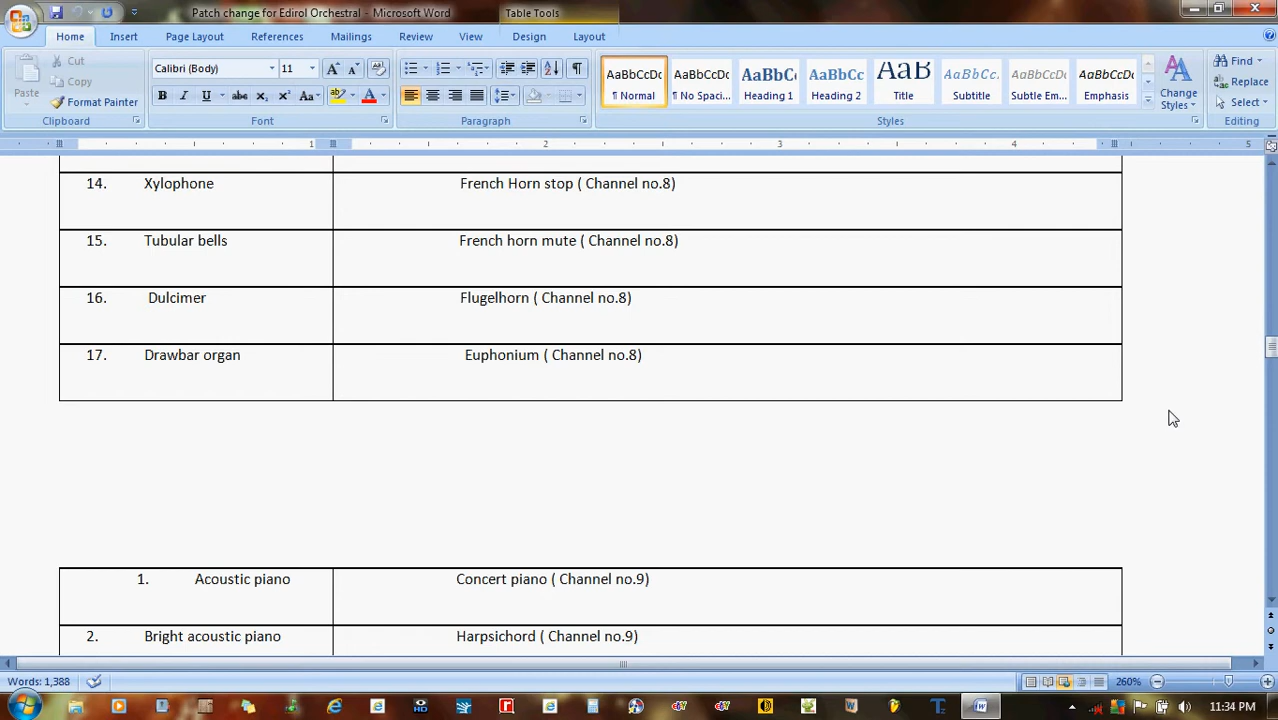 Patch change for Edirol Orchestral - Microsoft Word
Table Tools
Home Insert Page Layout References Mailings Review View Design Layout
Cut
Copy
Format Painter
Paste
Clipboard
Calibri (Body) 11
Font
Paragraph
AaBbCcDc AaBbCcDc AaBbCc AaBbCc AaB AaBbCc. AaBbCcDc AaBbCcDc
¶ Normal ¶ No Spaci... Heading 1 Heading 2 Title Subtitle Subtle Em... Emphasis
Change Styles
Styles
Find
Replace
Select
Editing
1 2 3 4 5
14. Xylophone French Horn stop ( Channel no.8)
15. Tubular bells French horn mute ( Channel no.8)
16. Dulcimer Flugelhorn ( Channel no.8)
17. Drawbar organ Euphonium ( Channel no.8)
1. Acoustic piano Concert piano ( Channel no.9)
2. Bright acoustic piano Harpsichord ( Channel no.9)
Words: 1,388
260%
11:34 PM